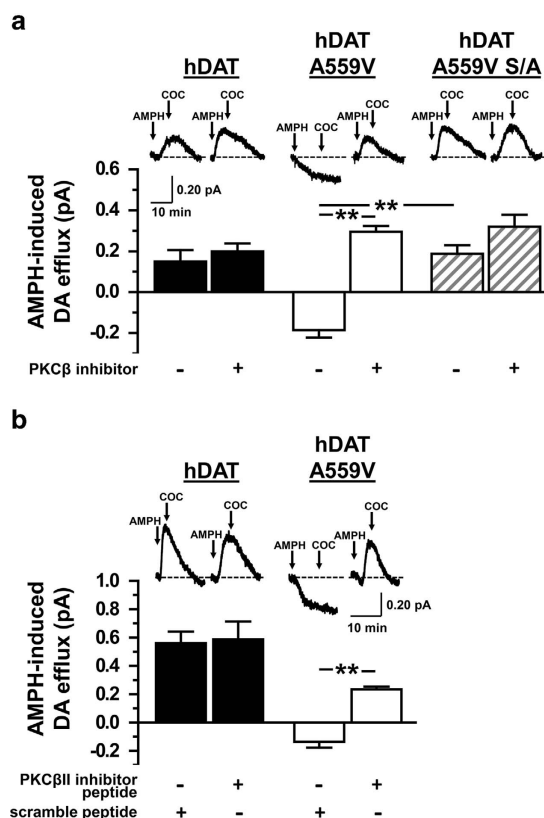 a
hDAT
hDAT
A559V
hDAT
A559V S/A
COC
AMPH
COC
AMPH
AMPH COC
COC
AMPH
COC
AMPH
COC
AMPH
0.20 pA
10 min
AMPH-induced
DA efflux (pA)
0.6
0.4
0.2
0.0
-0.2
**
**
PKCβ inhibitor - + - + - +
b
hDAT
hDAT
A559V
COC
AMPH
COC
AMPH
AMPH COC
COC
AMPH
0.20 pA
10 min
AMPH-induced
DA efflux (pA)
1.0
0.8
0.6
0.4
0.2
0.0
-0.2
**
PKCβII inhibitor
peptide - + - +
scramble peptide + - + -